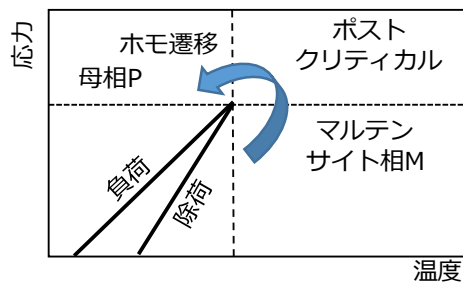 応力
ホモ遷移
母相P
ポスト
クリティカル
マルテン
サイト相M
負荷
除荷
温度